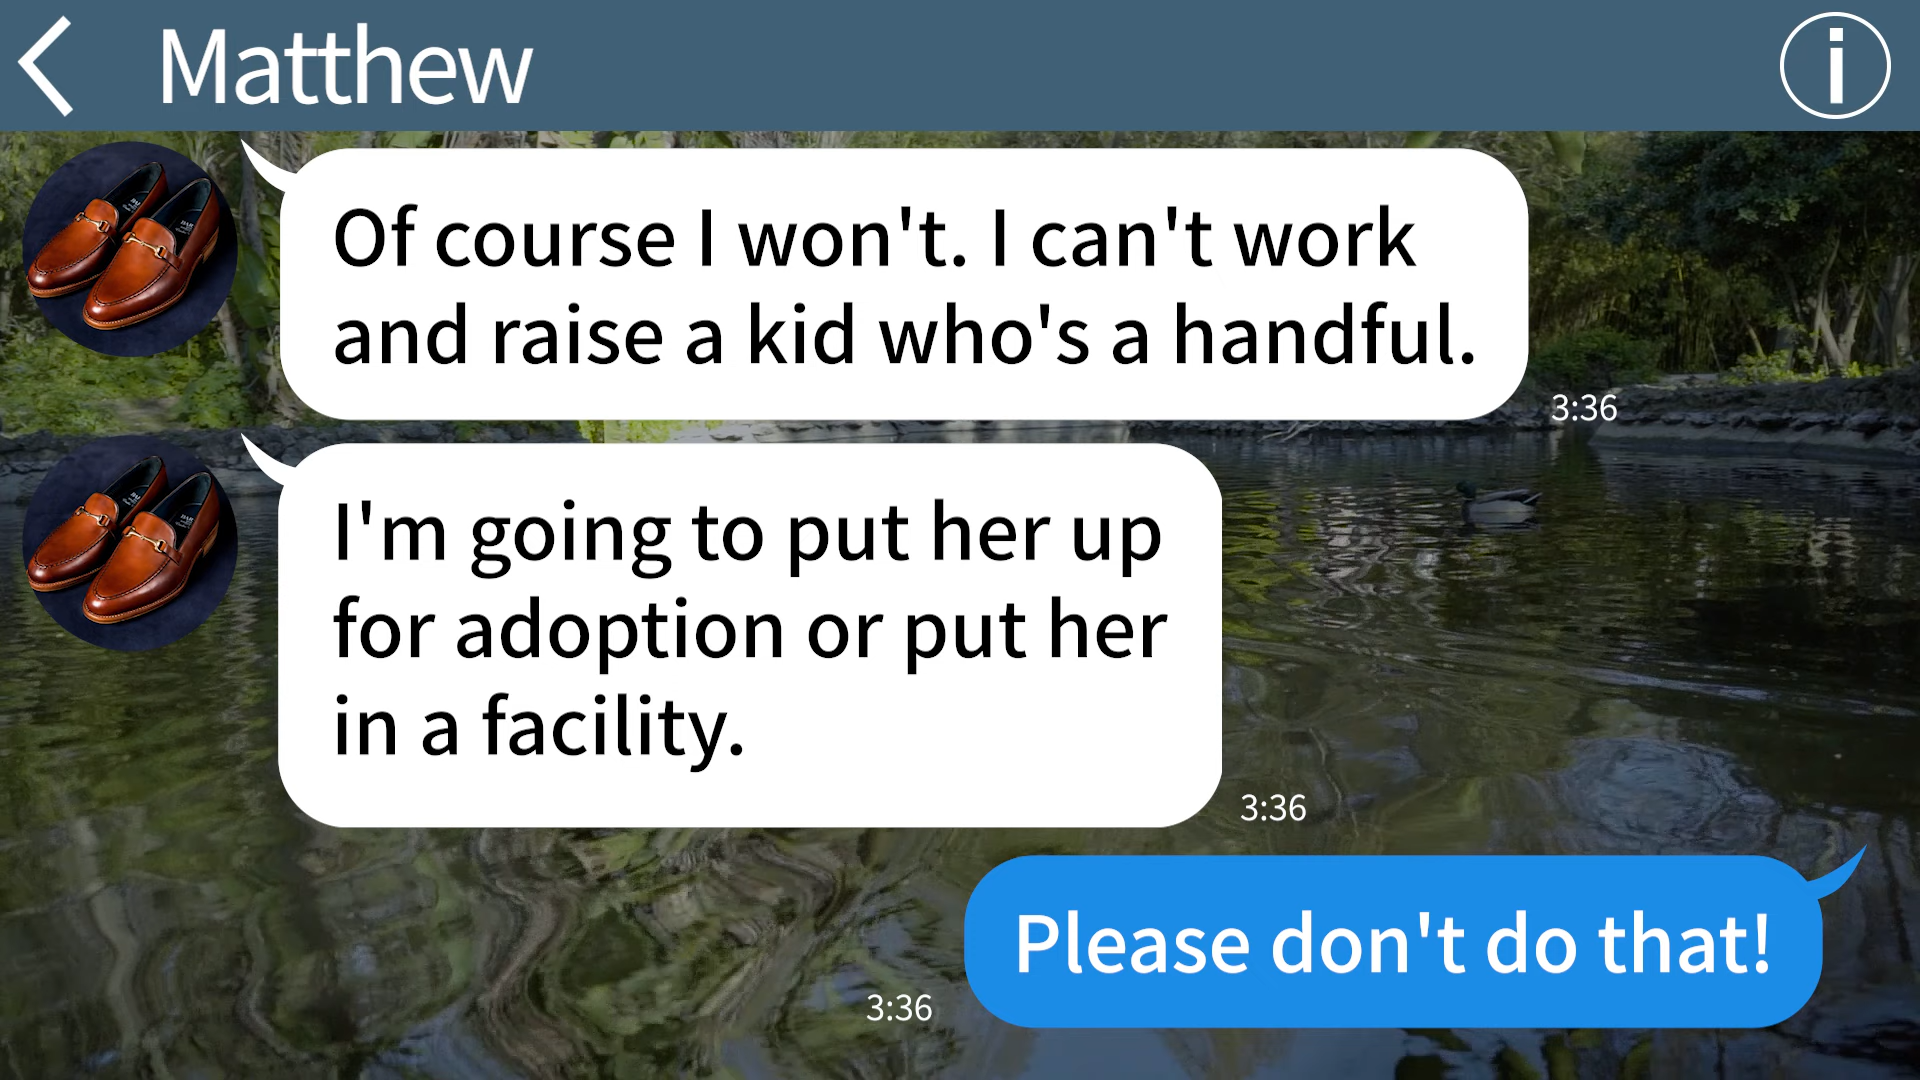 Matthew
Of course I won't. I can't work
and raise a kid who's a handful.
3:36
I'm going to put her up
for adoption or put her
in a facility.
3:36
Please don't do that!
3:36